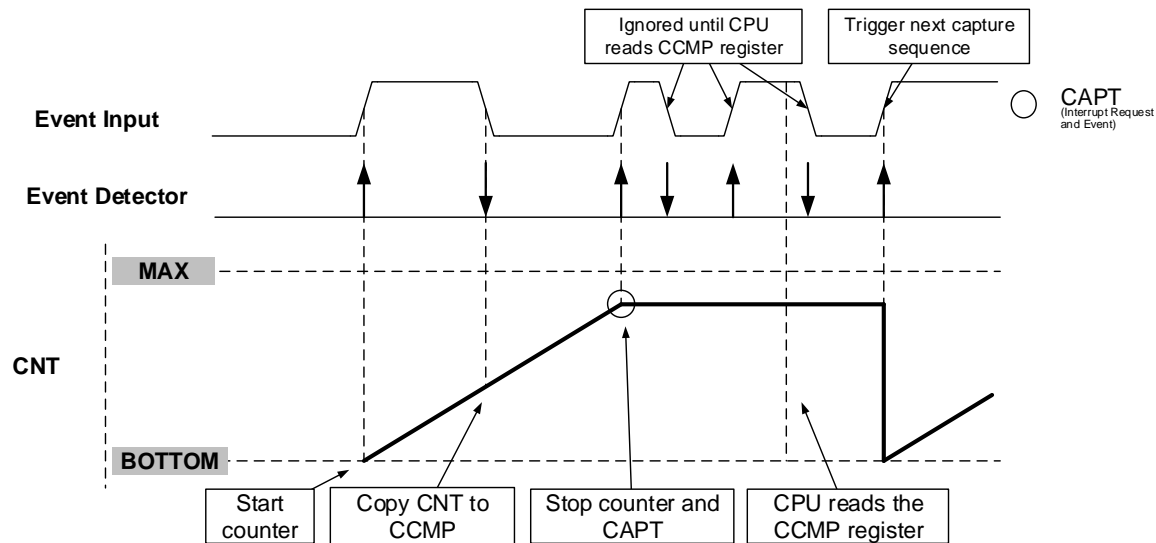 Ignored until CPU
reads CCMP register
Trigger next capture
sequence
CAPT
(Interrupt Request
and Event)
Event Input
Event Detector
MAX
CNT
BOTTOM
Start
counter
Copy CNT to
CCMP
Stop counter and
CAPT
CPU reads the
CCMP register